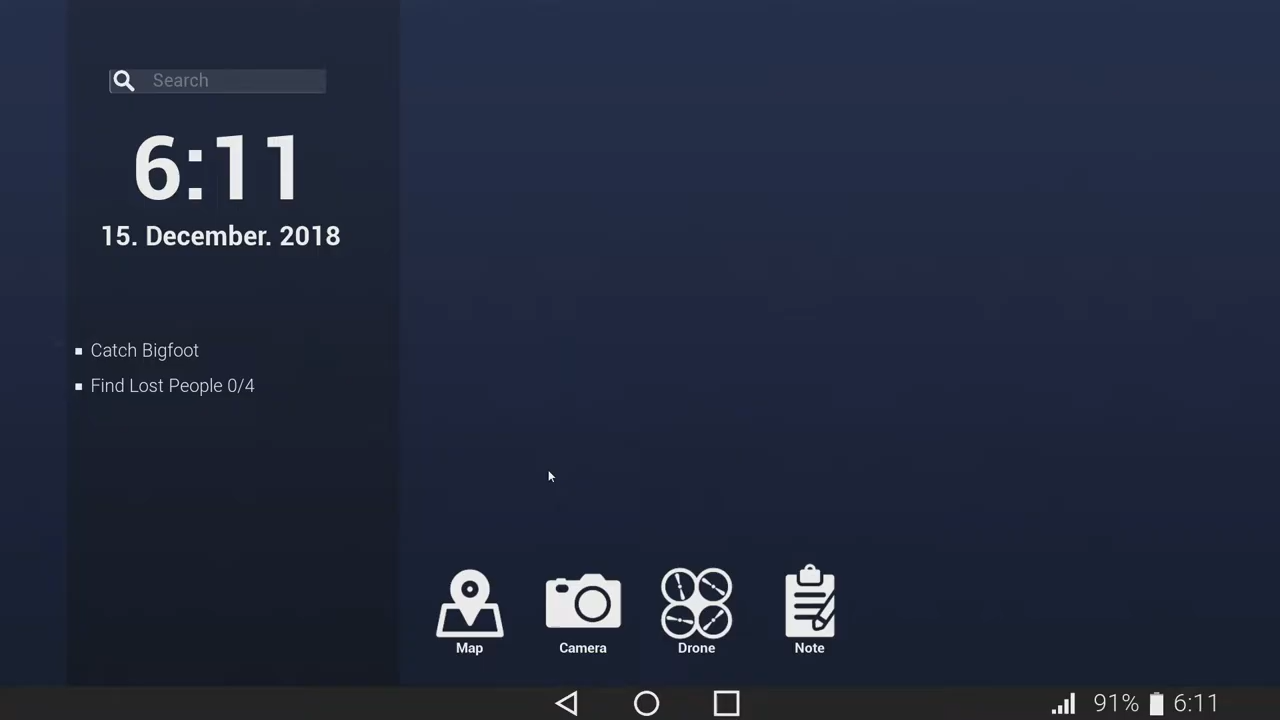 Search
6:11
15. December. 2018
Catch Bigfoot
Find Lost People 0/4
Map
Camera
Drone
Note
91% 6:11